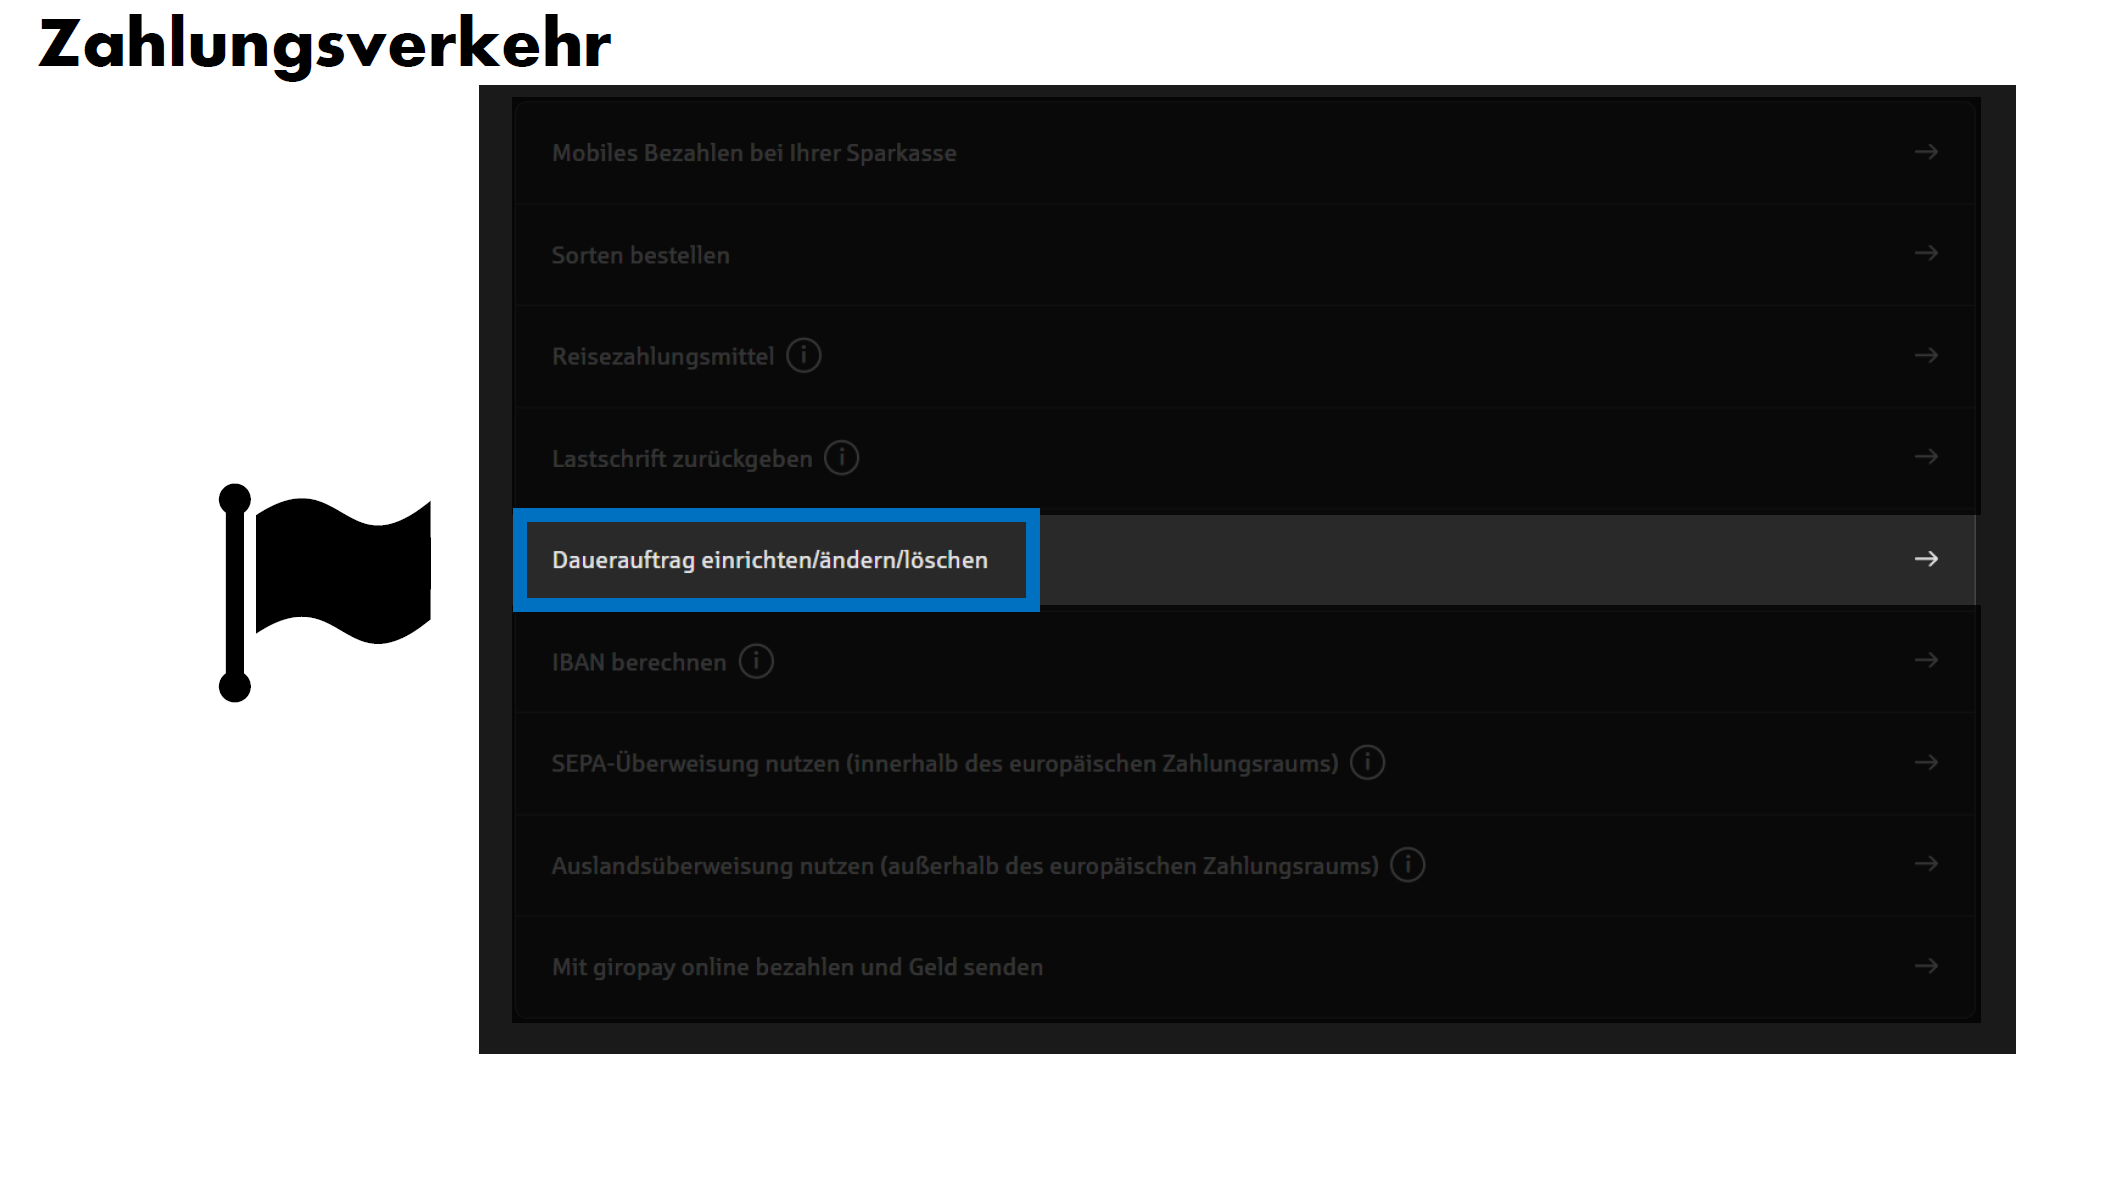 Zahlungsverkehr
Mobiles Bezahlen bei Ihrer Sparkasse
Sorten bestellen
Reisezahlungsmittel
Lastschrift zurückgeben
Dauerauftrag einrichten/ändern/löschen
IBAN berechnen
SEPA-Überweisung nutzen (innerhalb des europäischen Zahlungsraums)
Auslandsüberweisung nutzen (außerhalb des europäischen Zahlungsraums)
Mit giropay online bezahlen und Geld senden